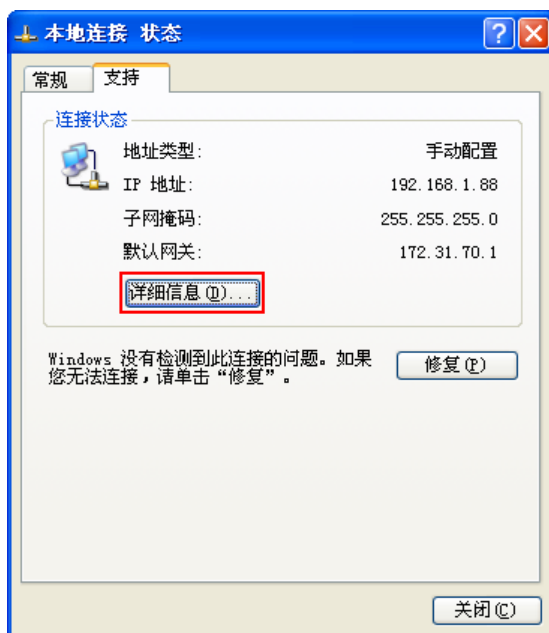 本地连接 状态
常规 支持
连接状态
地址类型: 手动配置
IP 地址: 192.168.1.88
子网掩码: 255.255.255.0
默认网关: 172.31.70.1
详细信息(D)...
Windows 没有检测到此连接的问题。如果
您无法连接，请单击“修复”。
修复(P)
关闭(C)